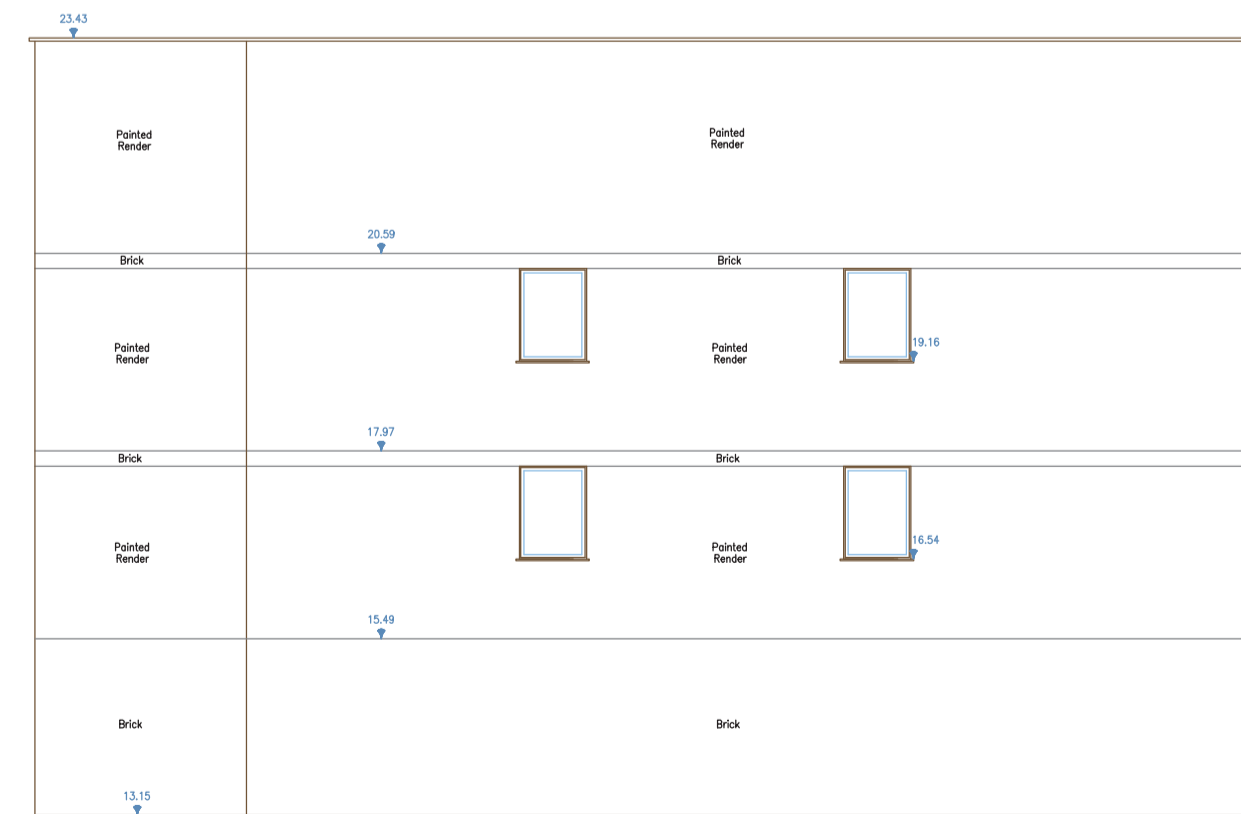 23.43
Painted
Render
Painted
Render
20.59
Brick
Brick
19.16
Painted
Render
Painted
Render
17.97
Brick
Brick
16.54
Painted
Render
Painted
Render
15.49
Brick
Brick
13.15